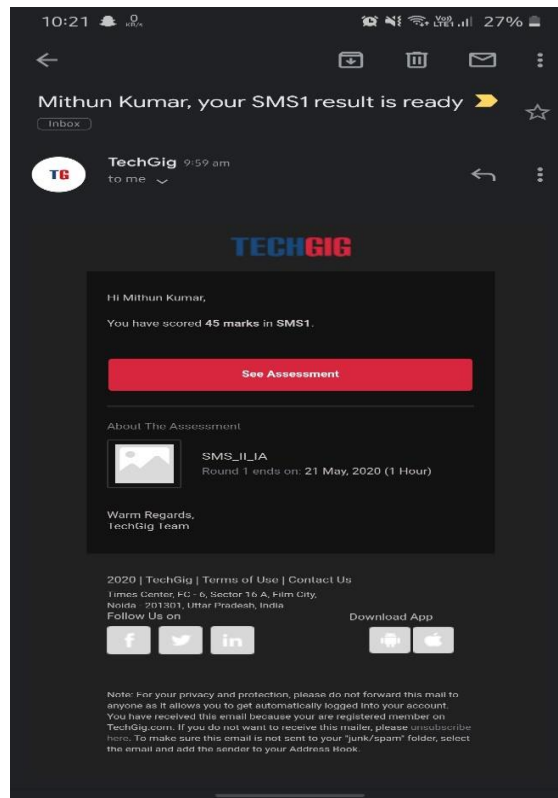 10:21
0
KB/s
Vo))
LTE1
27%
Mithun Kumar, your SMS1 result is ready
Inbox
TG
TechGig 9:59 am
to me
TECHGIG
Hi Mithun Kumar,
You have scored 45 marks in SMS1.
See Assessment
About The Assessment
SMS_II_IA
Round 1 ends on: 21 May, 2020 (1 Hour)
Warm Regards,
TechGig Team
2020 | TechGig | Terms of Use | Contact Us
Times Center, FC - 6, Sector 16 A, Film City,
Noida - 201301, Uttar Pradesh, India
Follow Us on
Download App
Note: For your privacy and protection, please do not forward this mail to
anyone as it allows you to get automatically logged into your account.
You have received this email because your are registered member on
TechGig.com. If you do not want to receive this mailer, please unsubscribe
here. To make sure this email is not sent to your "junk/spam" folder, select
the email and add the sender to your Address Book.